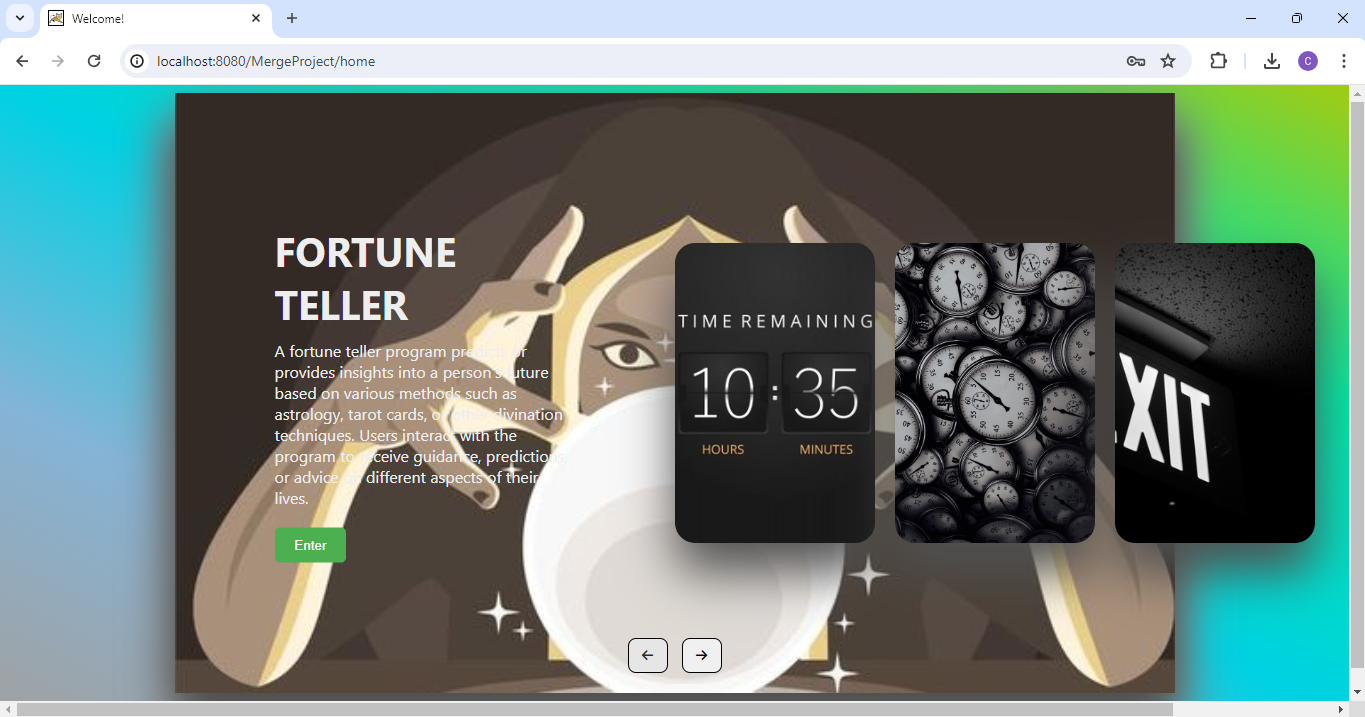 Welcome!
localhost:8080/MergeProject/home
C
FORTUNE
TELLER
A fortune teller program predicts or
provides insights into a person's future
based on various methods such as
astrology, tarot cards, or other divination
techniques. Users interact with the
program to receive guidance, predictions,
or advice on different aspects of their
lives.
Enter
TIME REMAINING
10 : 35
HOURS
MINUTES
XIT